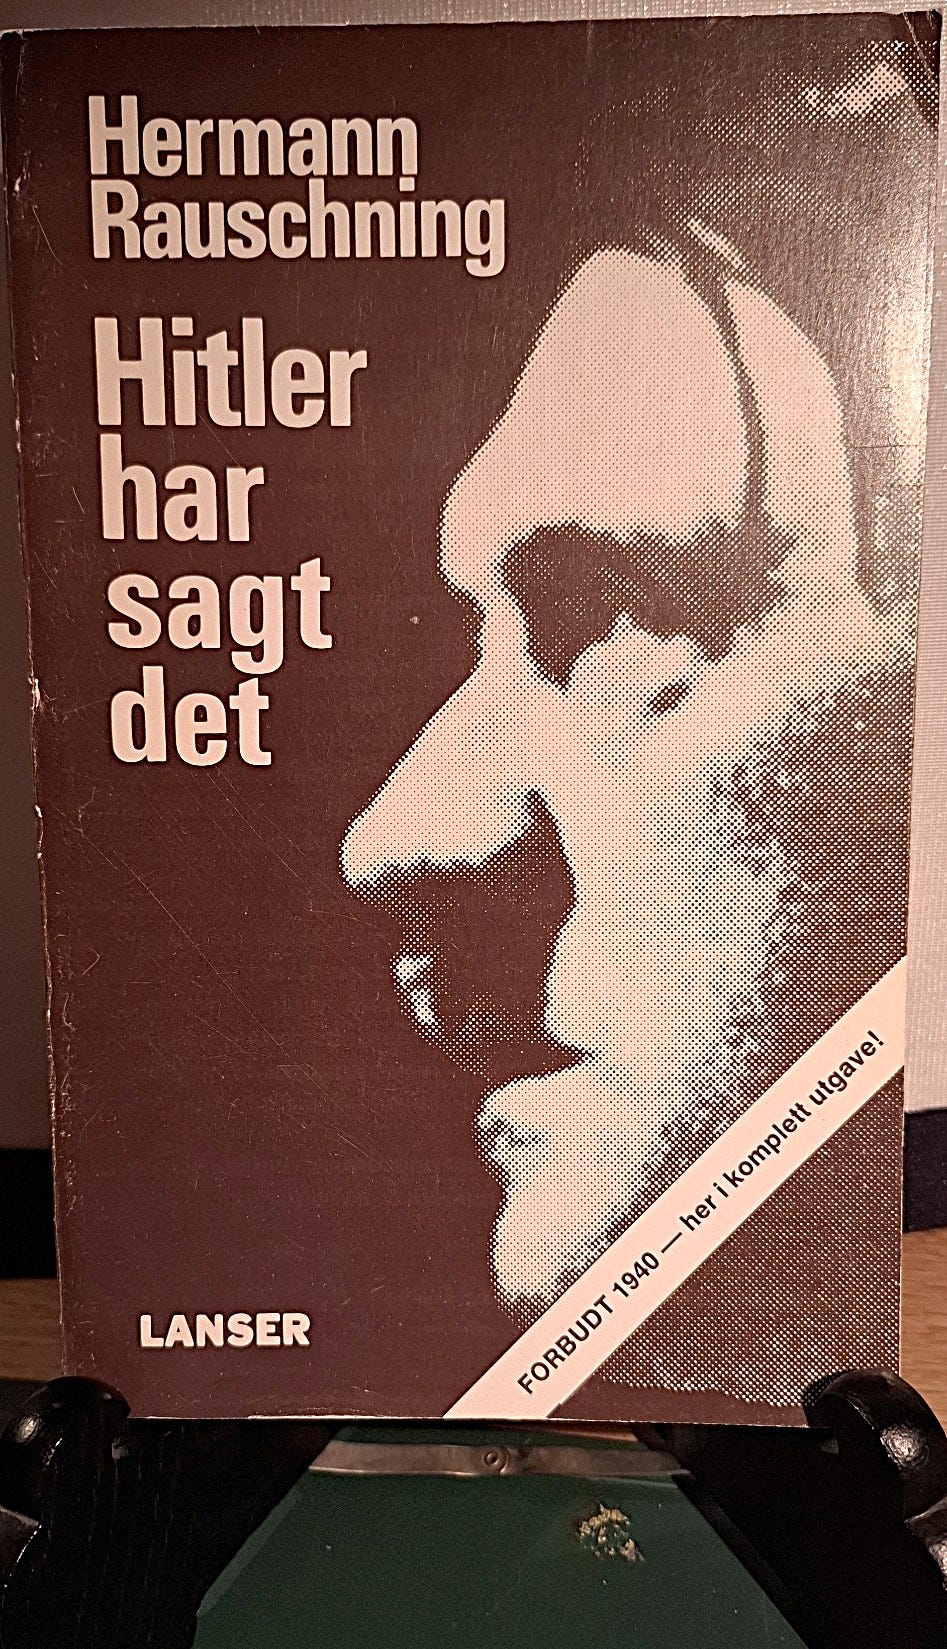 Hermann
Rauschning
Hitler
har
sagt
det
FORBUDT 1940 — her i komplett utgave!
LANSER